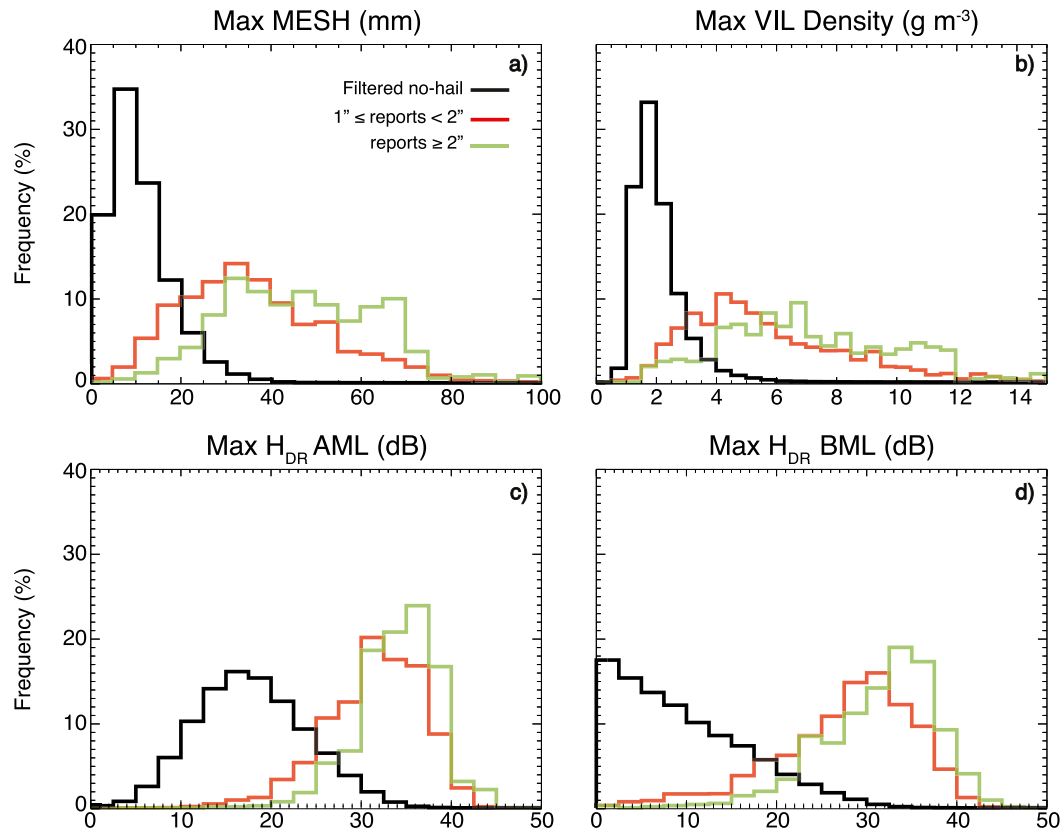 Max MESH (mm)
Max VIL Density (g m-3)
40
30
20
10
0
Frequency (%)
a)
Filtered no-hail
1” ≤ reports < 2”
reports ≥ 2”
0 20 40 60 80 100
b)
0 2 4 6 8 10 12 14
Max HDR AML (dB)
Max HDR BML (dB)
40
30
20
10
0
Frequency (%)
c)
0 10 20 30 40 50
d)
0 10 20 30 40 50